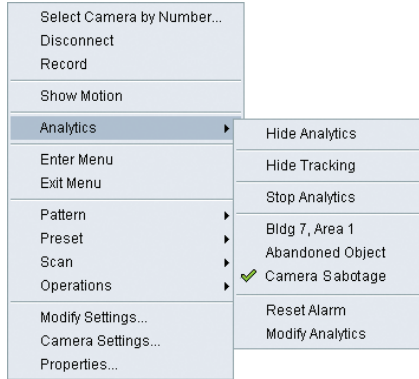 Select Camera by Number...
Disconnect
Record
Show Motion
Analytics
Enter Menu
Exit Menu
Pattern
Preset
Scan
Operations
Modify Settings...
Camera Settings...
Properties...
Hide Analytics
Hide Tracking
Stop Analytics
Bldg 7, Area 1
Abandoned Object
Camera Sabotage
Reset Alarm
Modify Analytics